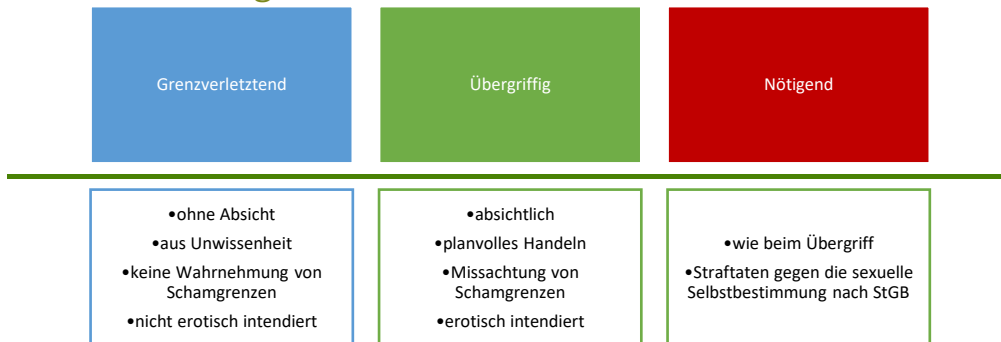 Grenzverletztend
Übergriffig
Nötigend
•ohne Absicht
•aus Unwissenheit
•keine Wahrnehmung von
Schamgrenzen
•nicht erotisch intendiert
•absichtlich
•planvolles Handeln
•Missachtung von
Schamgrenzen
•erotisch intendiert
•wie beim Übergriff
•Straftaten gegen die sexuelle
Selbstbestimmung nach StGB